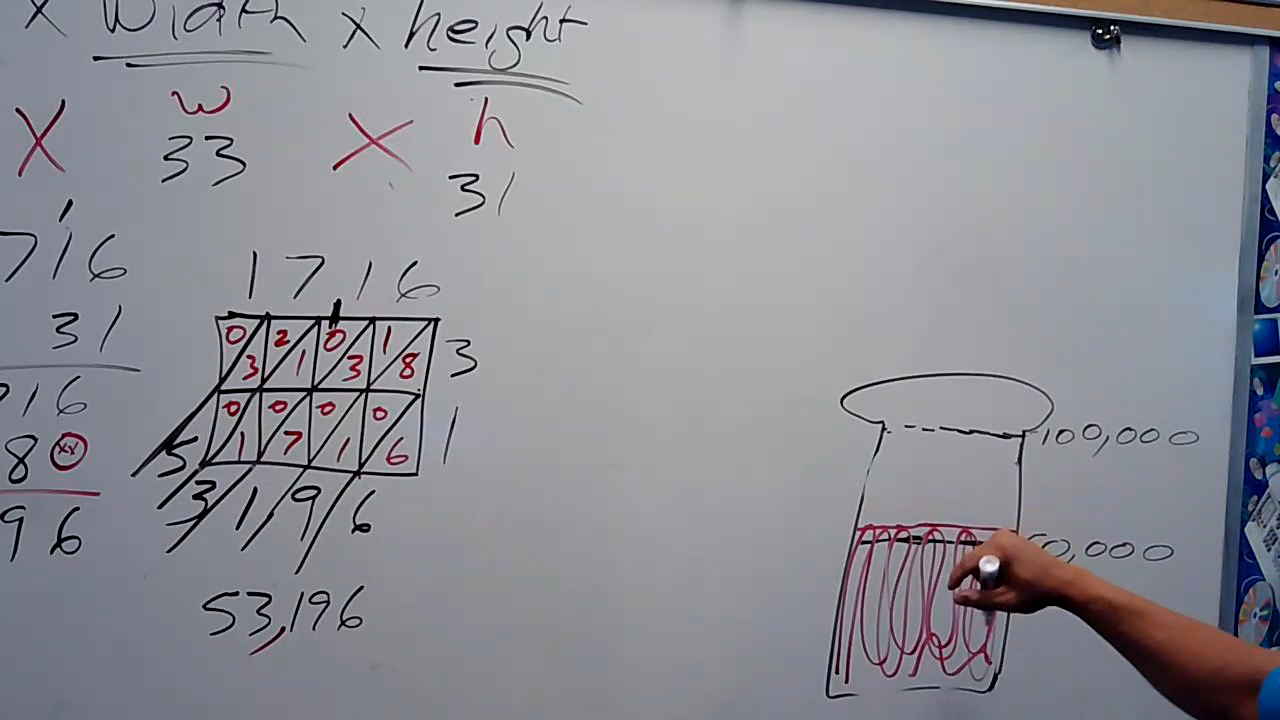 x width x height
X w X h
33 31
716
31
16
8 xx
96
1716
0 2 0 1
3 1 3 8 3
0 0 0 0
1 7 1 6 1
5
3 1 9 6
53,196
100,000
0,000